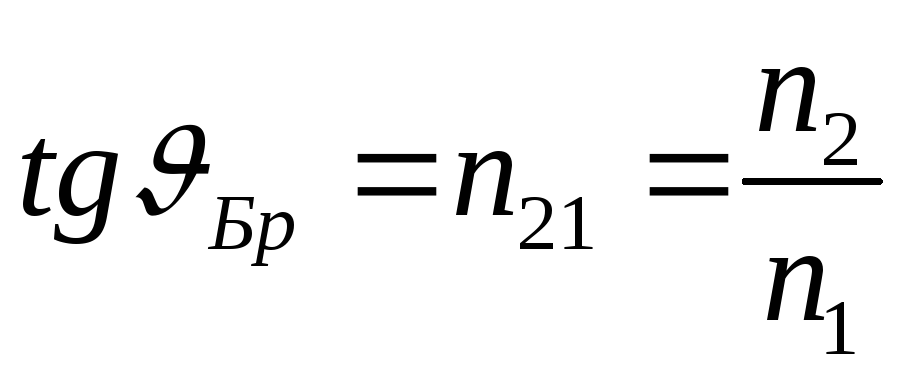 tgϑ_Бр = n_21 = n_2/n_1